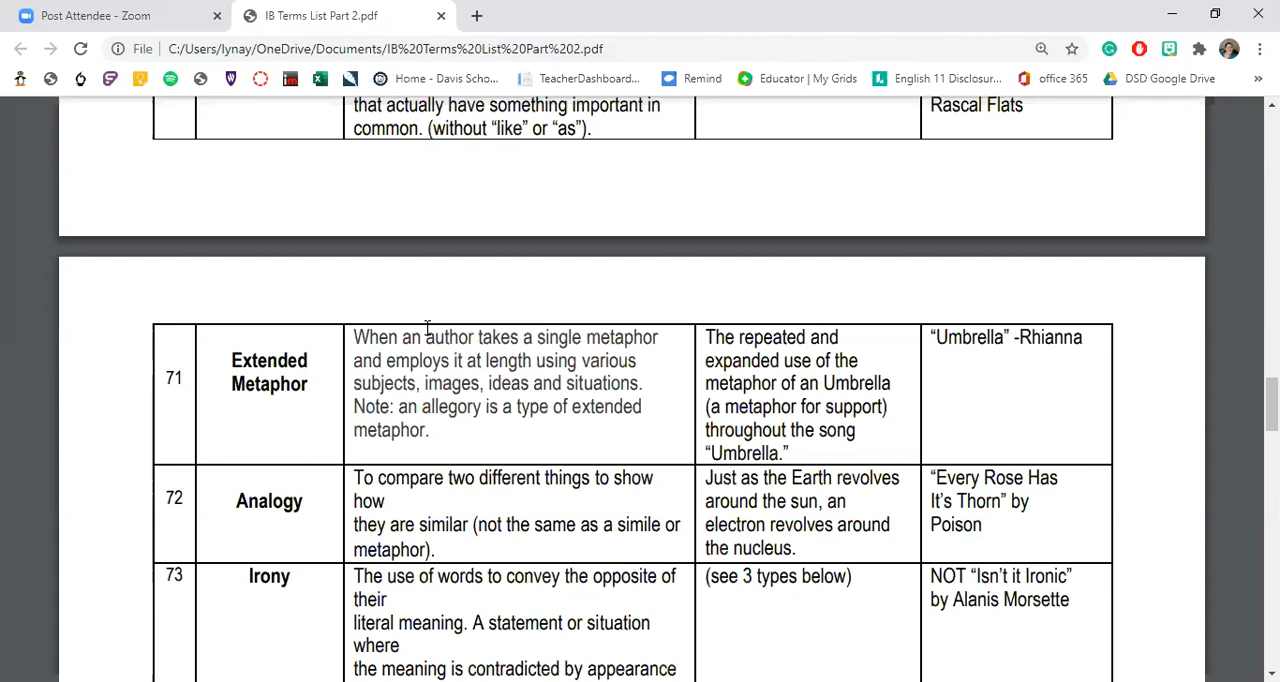 Post Attendee - Zoom
IB Terms List Part 2.pdf
File
C:/Users/lynay/OneDrive/Documents/IB%20Terms%20List%20Part%202.pdf
Home - Davis Scho...
TeacherDashboard...
Remind
Educator | My Grids
English 11 Disclosur...
office 365
DSD Google Drive
that actually have something important in
common. (without “like” or “as”).
Rascal Flats
71
Extended
Metaphor
When an author takes a single metaphor
and employs it at length using various
subjects, images, ideas and situations.
Note: an allegory is a type of extended
metaphor.
The repeated and
expanded use of the
metaphor of an Umbrella
(a metaphor for support)
throughout the song
“Umbrella.”
“Umbrella” -Rhianna
72
Analogy
To compare two different things to show
how
they are similar (not the same as a simile or
metaphor).
Just as the Earth revolves
around the sun, an
electron revolves around
the nucleus.
“Every Rose Has
It’s Thorn” by
Poison
73
Irony
The use of words to convey the opposite of
their
literal meaning. A statement or situation
where
the meaning is contradicted by appearance
(see 3 types below)
NOT “Isn’t it Ironic”
by Alanis Morsette